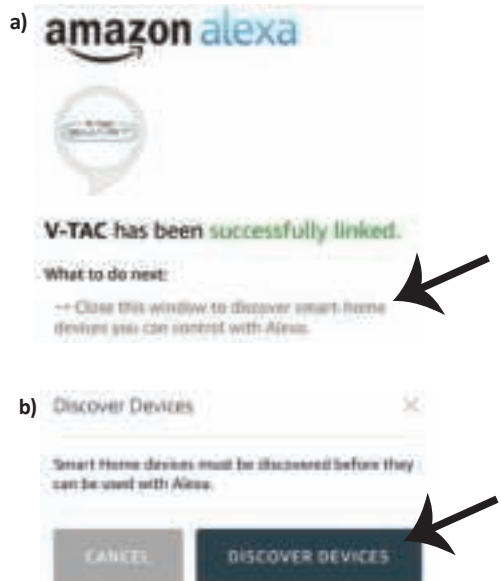 a)
amazon alexa
V-TAC has been successfully linked.
What to do next:
Close this window to discover smart home
devices you can control with Alexa.
b) Discover Devices ×
Smart Home devices must be discovered before they
can be used with Alexa.
CANCEL DISCOVER DEVICES